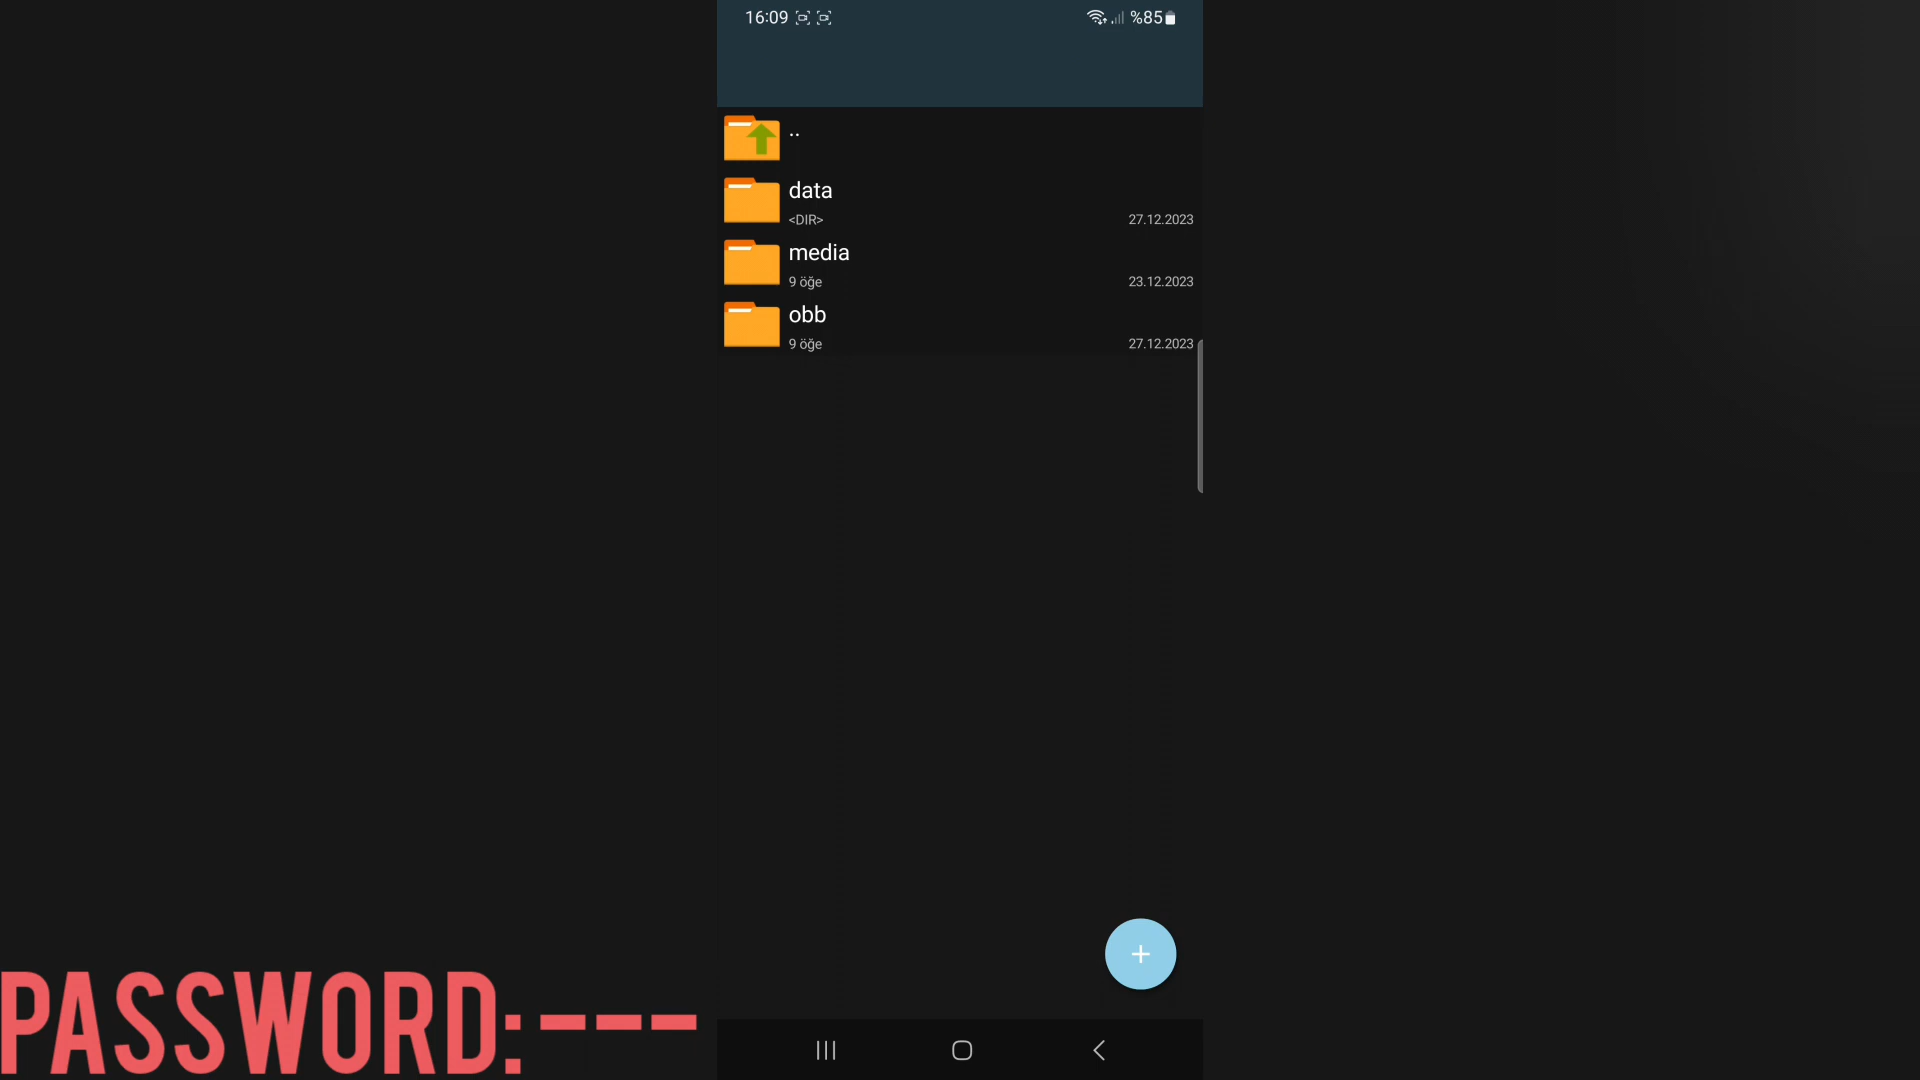 16:09 %85
..
data
<DIR> 27.12.2023
media
9 öğe 23.12.2023
obb
9 öğe 27.12.2023
+
PASSWORD:---